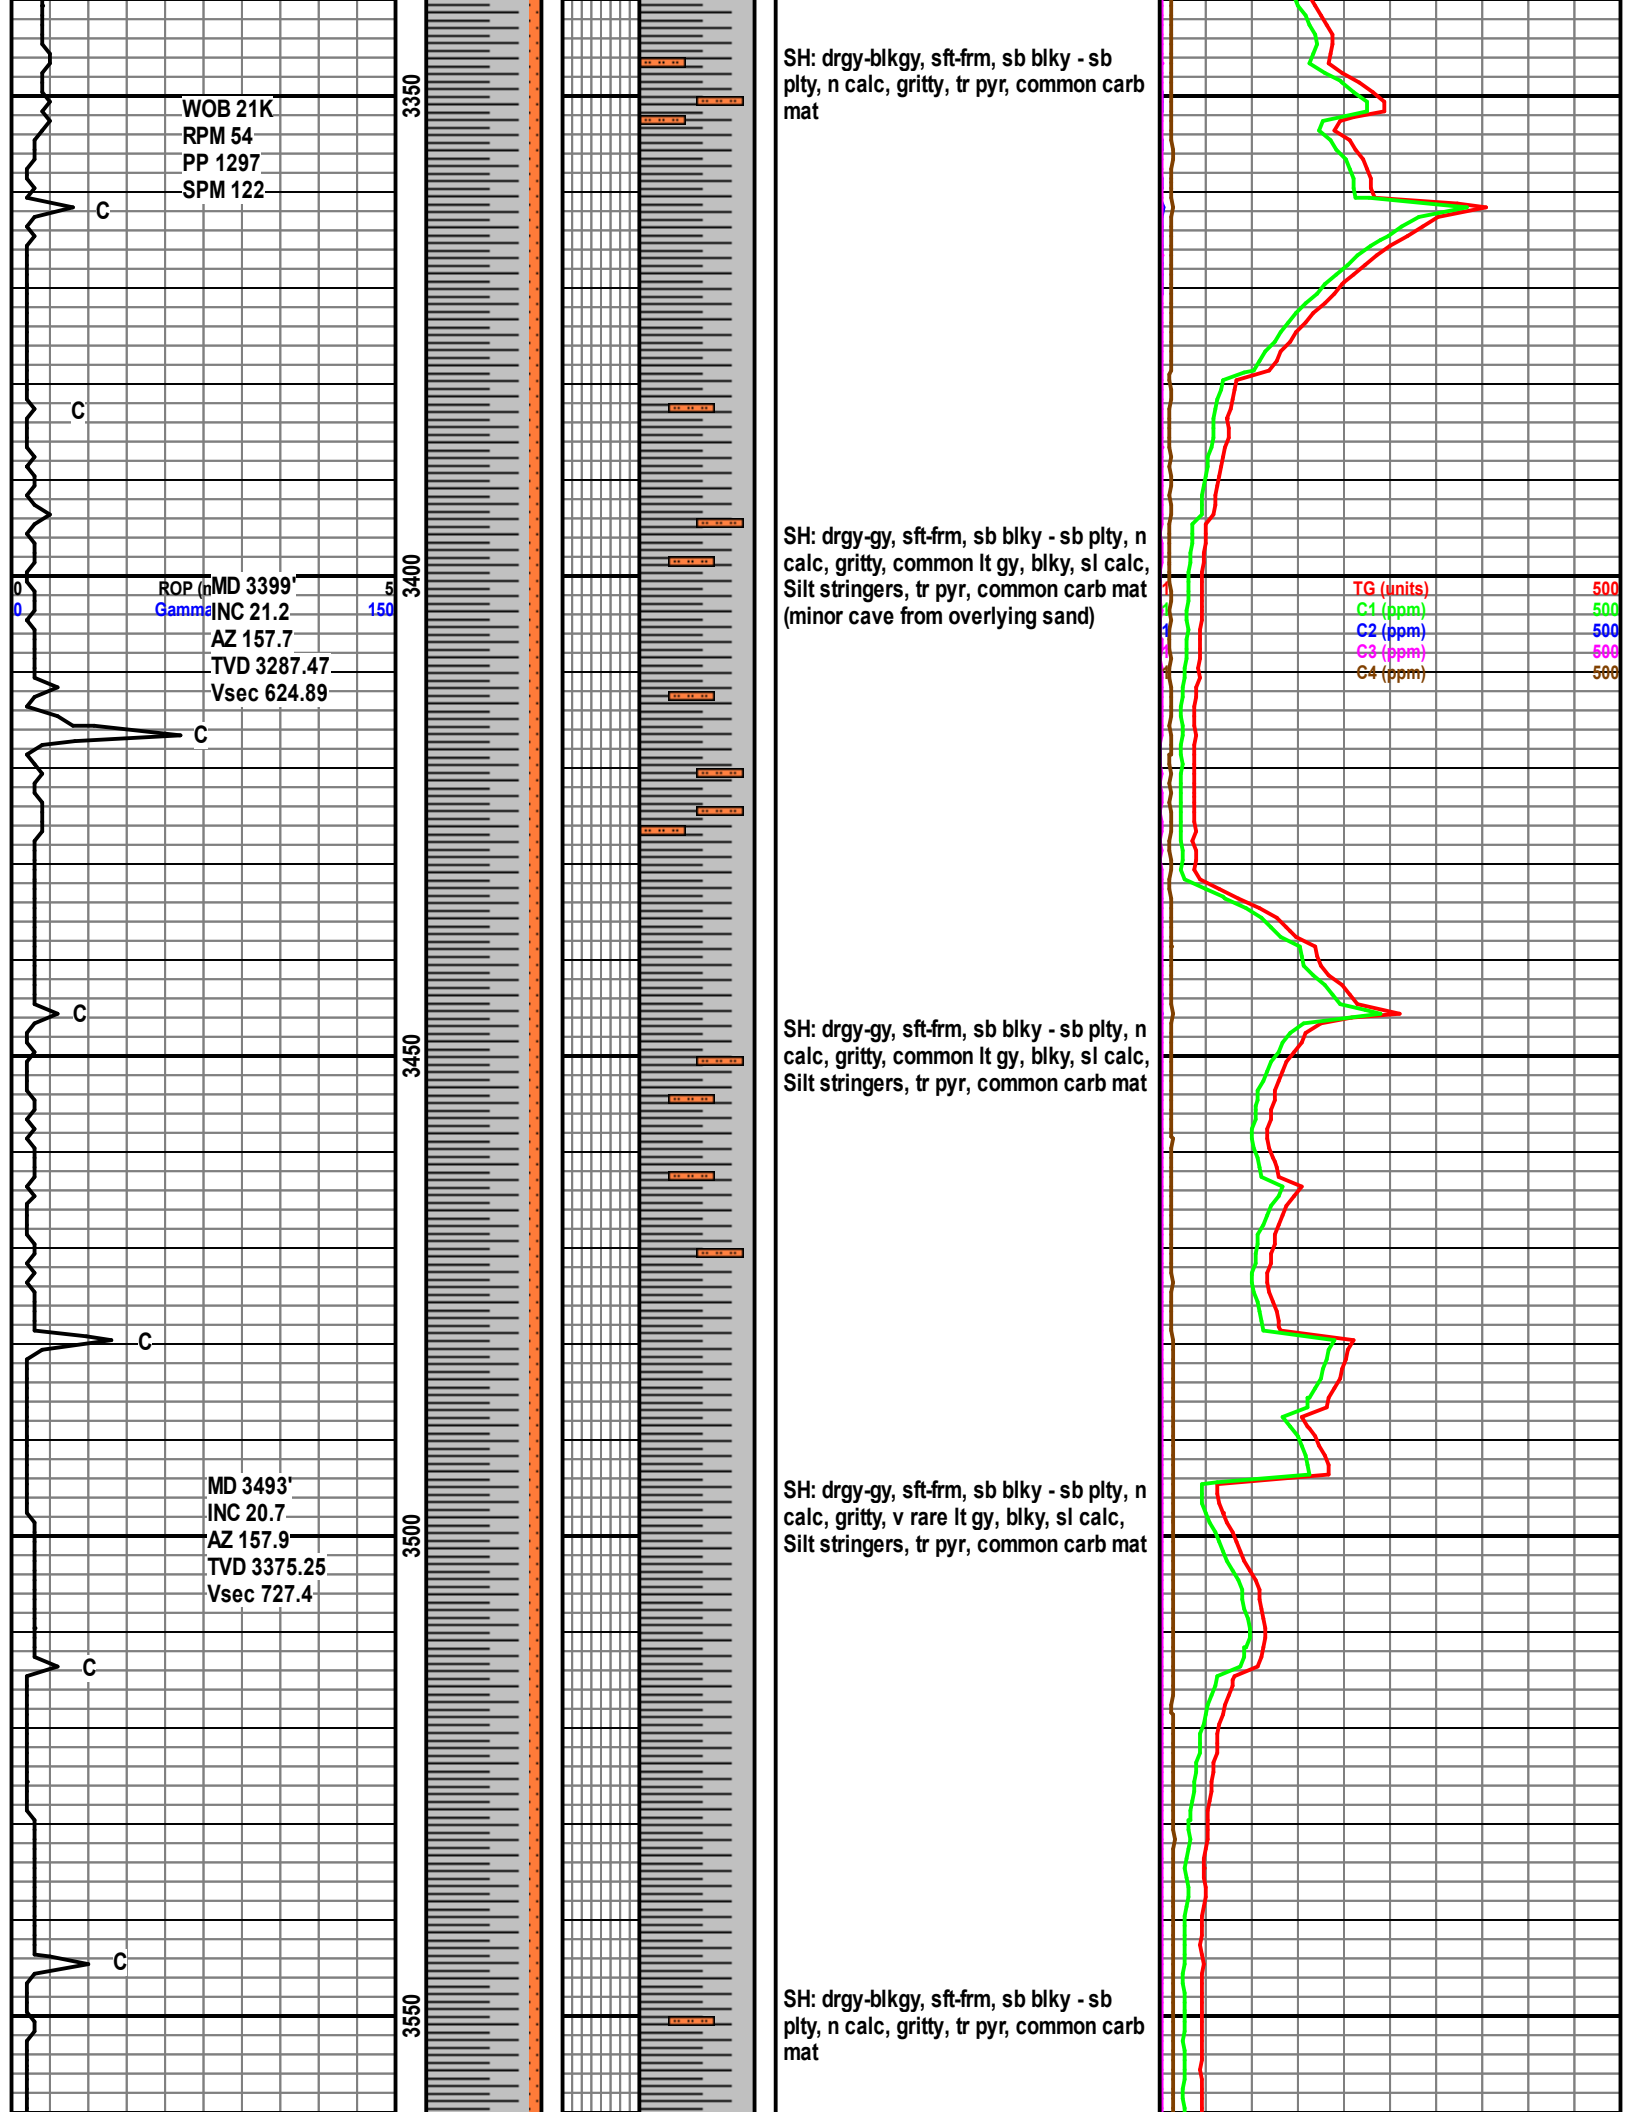 WOB 21K
RPM 54
PP 1297
SPM 122
C
C
0 ROP (n 5
0 Gamma 150
MD 3399'
INC 21.2
AZ 157.7
TVD 3287.47
Vsec 624.89
C
C
C
MD 3493'
INC 20.7
AZ 157.9
TVD 3375.25
Vsec 727.4
C
C
3350
3400
3450
3500
3550
SH: drgy-blkgy, sft-frm, sb blky - sb
plty, n calc, gritty, tr pyr, common carb
mat
SH: drgy-gy, sft-frm, sb blky - sb plty, n
calc, gritty, common lt gy, blky, sl calc,
Silt stringers, tr pyr, common carb mat
(minor cave from overlying sand)
SH: drgy-gy, sft-frm, sb blky - sb plty, n
calc, gritty, common lt gy, blky, sl calc,
Silt stringers, tr pyr, common carb mat
SH: drgy-gy, sft-frm, sb blky - sb plty, n
calc, gritty, v rare lt gy, blky, sl calc,
Silt stringers, tr pyr, common carb mat
SH: drgy-blkgy, sft-frm, sb blky - sb
plty, n calc, gritty, tr pyr, common carb
mat
1 TG (units) 500
1 C1 (ppm) 500
1 C2 (ppm) 500
1 C3 (ppm) 500
C4 (ppm) 500